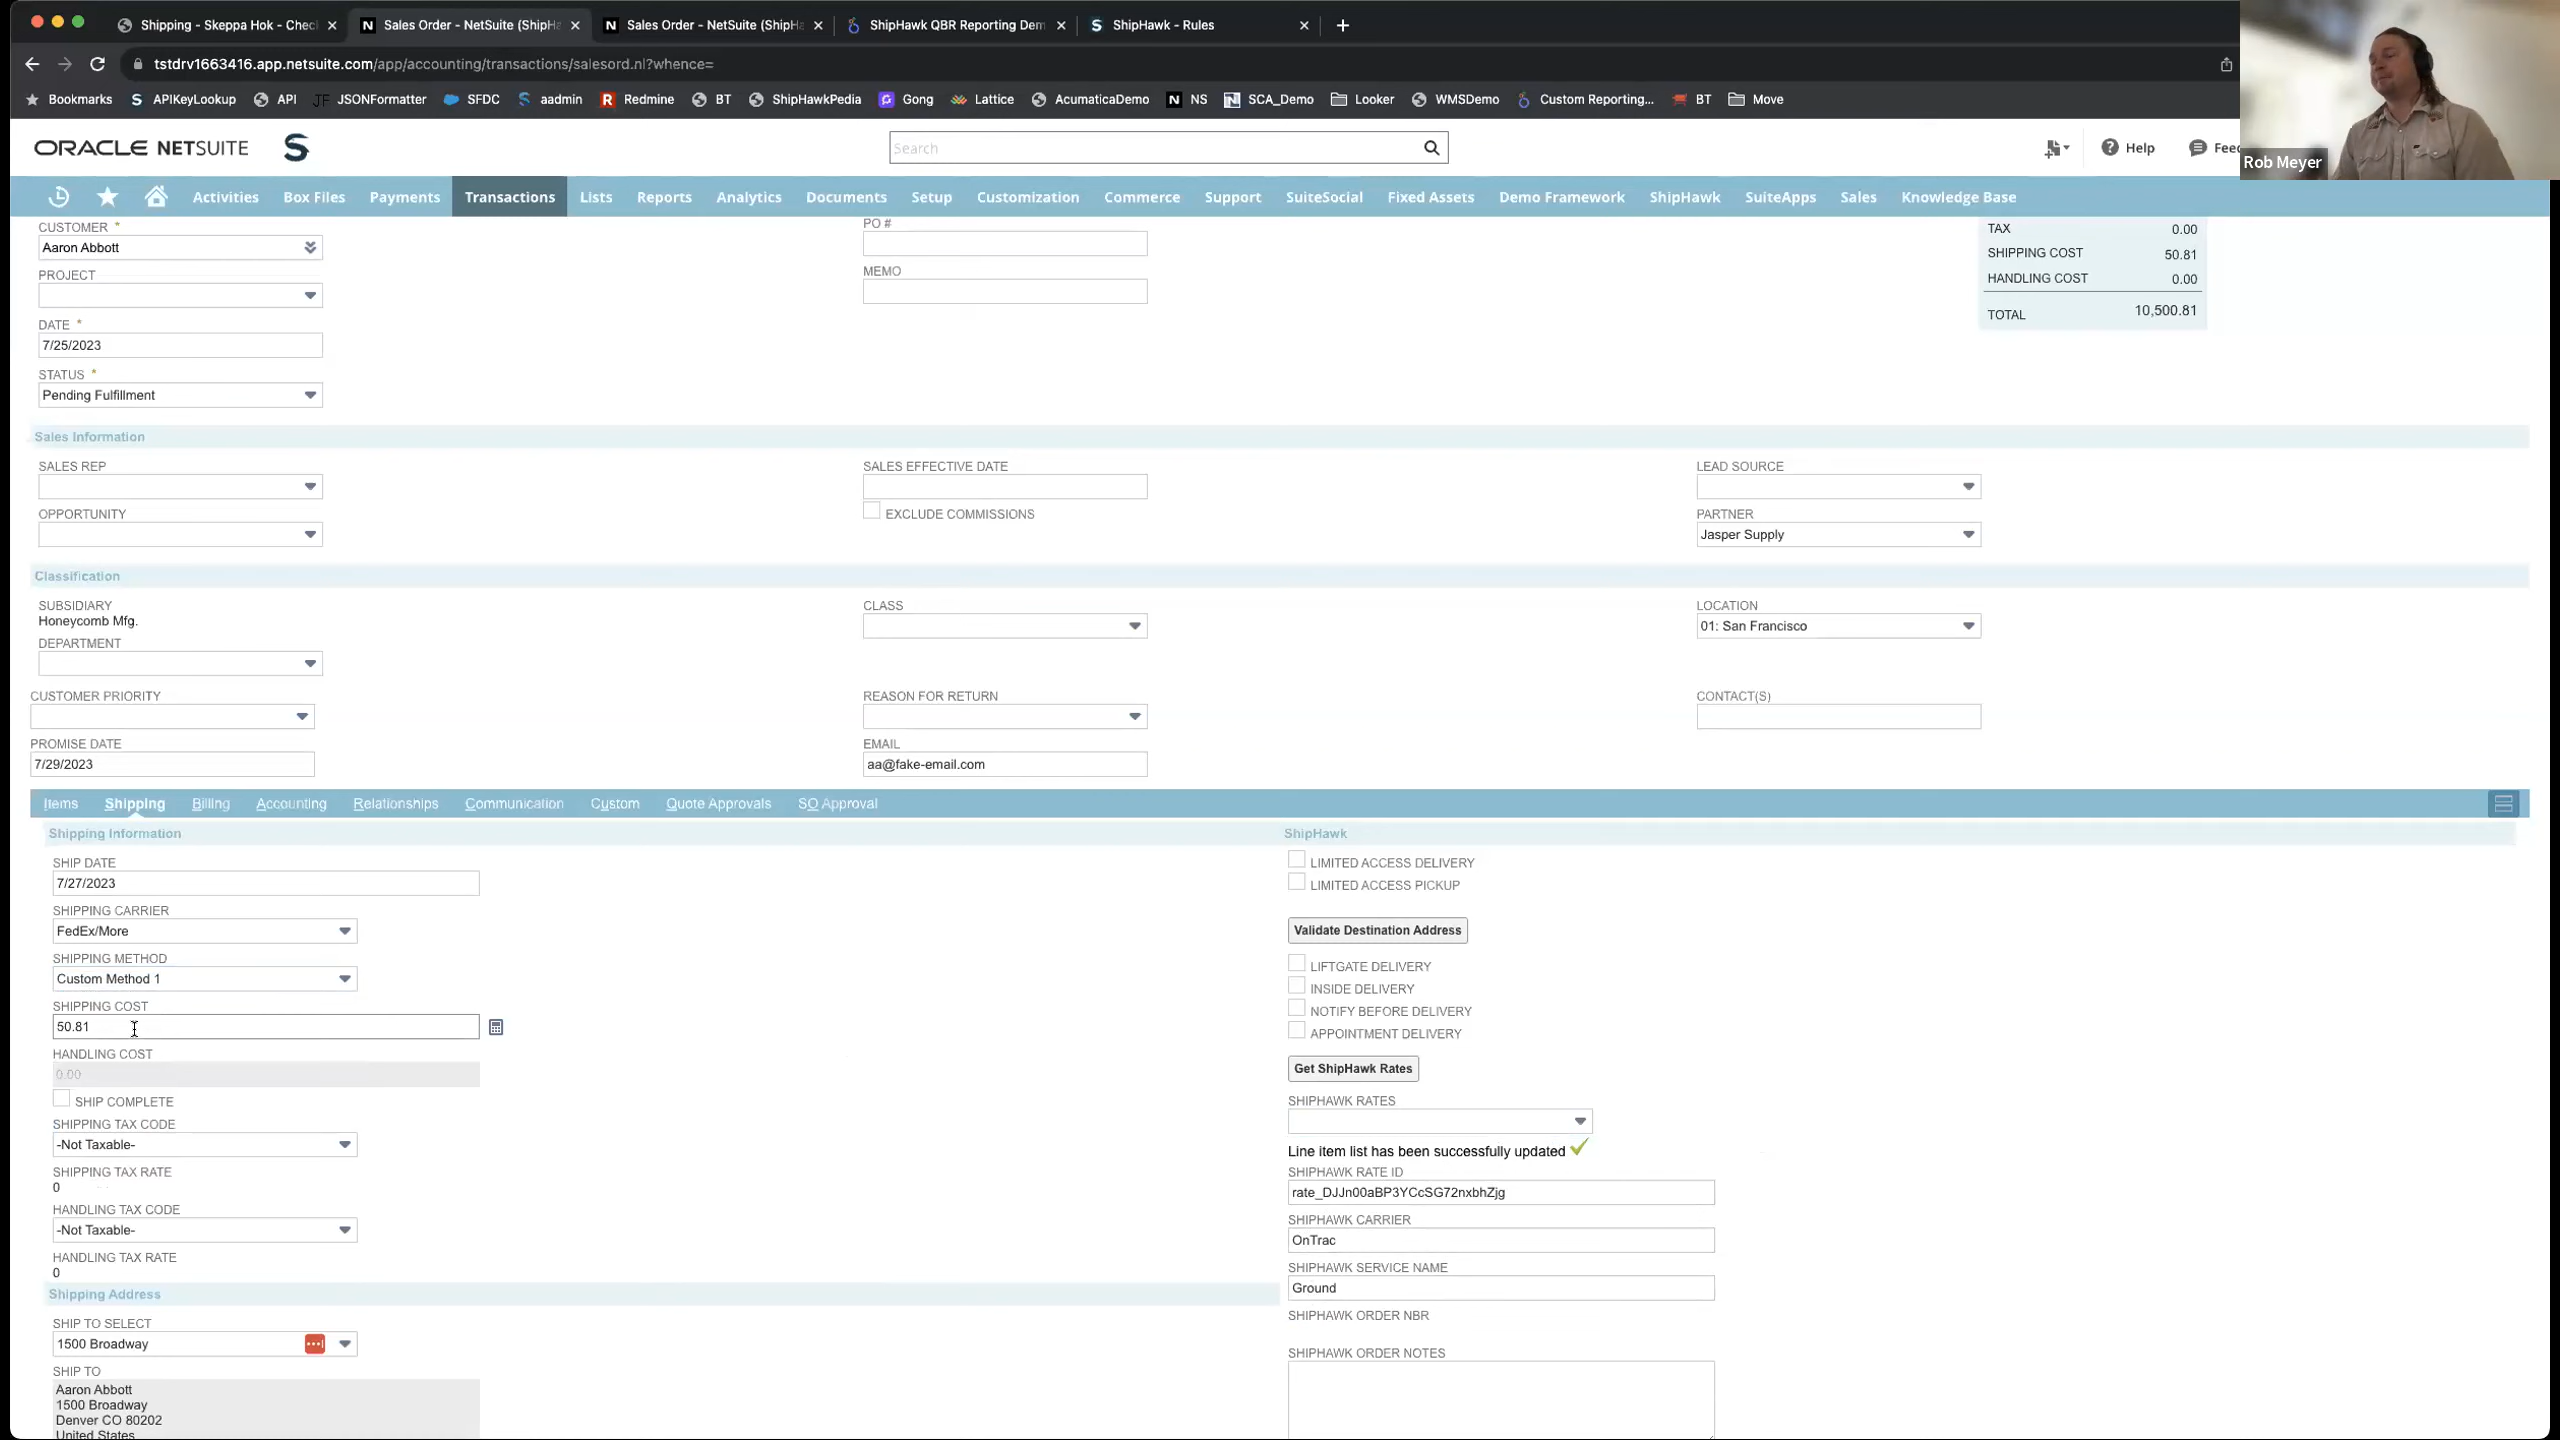 Shipping - Skeppa Hok - Chec
Sales Order - NetSuite (ShipHa
Sales Order - NetSuite (ShipHa
ShipHawk QBR Reporting Dem
ShipHawk - Rules
tstdrv1663416.app.netsuite.com/app/accounting/transactions/salesord.nl?whence=
Bookmarks
APIKeyLookup
API
JSONFormatter
SFDC
aadmin
Redmine
BT
ShipHawkPedia
Gong
Lattice
AcumaticaDemo
NS
SCA_Demo
Looker
WMSDemo
Custom Reporting...
BT
Move
ORACLE NETSUITE
Search
Help
Feed
Rob Meyer
Activities
Box Files
Payments
Transactions
Lists
Reports
Analytics
Documents
Setup
Customization
Commerce
Support
SuiteSocial
Fixed Assets
Demo Framework
ShipHawk
SuiteApps
Sales
Knowledge Base
CUSTOMER *
Aaron Abbott
PROJECT
DATE *
7/25/2023
STATUS *
Pending Fulfillment
PO #
MEMO
TAX 0.00
SHIPPING COST 50.81
HANDLING COST 0.00
TOTAL 10,500.81
Sales Information
SALES REP
OPPORTUNITY
SALES EFFECTIVE DATE
EXCLUDE COMMISSIONS
LEAD SOURCE
PARTNER
Jasper Supply
Classification
SUBSIDIARY
Honeycomb Mfg.
DEPARTMENT
CLASS
LOCATION
01: San Francisco
CUSTOMER PRIORITY
REASON FOR RETURN
CONTACT(S)
PROMISE DATE
7/29/2023
EMAIL
aa@fake-email.com
Items
Shipping
Billing
Accounting
Relationships
Communication
Custom
Quote Approvals
SO Approval
Shipping Information
SHIP DATE
7/27/2023
SHIPPING CARRIER
FedEx/More
SHIPPING METHOD
Custom Method 1
SHIPPING COST
50.81
HANDLING COST
0.00
SHIP COMPLETE
SHIPPING TAX CODE
-Not Taxable-
SHIPPING TAX RATE
0
HANDLING TAX CODE
-Not Taxable-
HANDLING TAX RATE
0
Shipping Address
SHIP TO SELECT
1500 Broadway
SHIP TO
Aaron Abbott
1500 Broadway
Denver CO 80202
United States
ShipHawk
LIMITED ACCESS DELIVERY
LIMITED ACCESS PICKUP
Validate Destination Address
LIFTGATE DELIVERY
INSIDE DELIVERY
NOTIFY BEFORE DELIVERY
APPOINTMENT DELIVERY
Get ShipHawk Rates
SHIPHAWK RATES
Line item list has been successfully updated
SHIPHAWK RATE ID
rate_DJJn00aBP3YCcSG72nxbhZjg
SHIPHAWK CARRIER
OnTrac
SHIPHAWK SERVICE NAME
Ground
SHIPHAWK ORDER NBR
SHIPHAWK ORDER NOTES